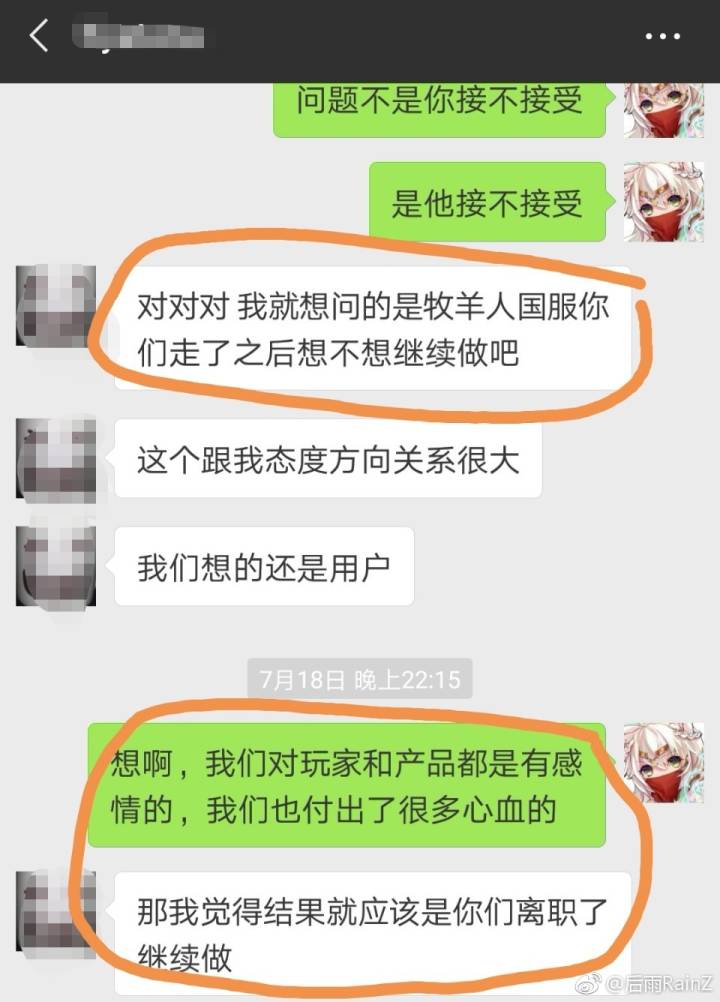 问题不是你接不接受
是他接不接受
对对对 我就想问的是牧羊人国服你
们走了之后想不想继续做吧
这个跟我态度方向关系很大
我们想的还是用户
7月18日 晚上22:15
想啊，我们对玩家和产品都是有感
情的，我们也付出了很多心血的
那我觉得结果就应该是你们离职了
继续做
@后雨RainZ